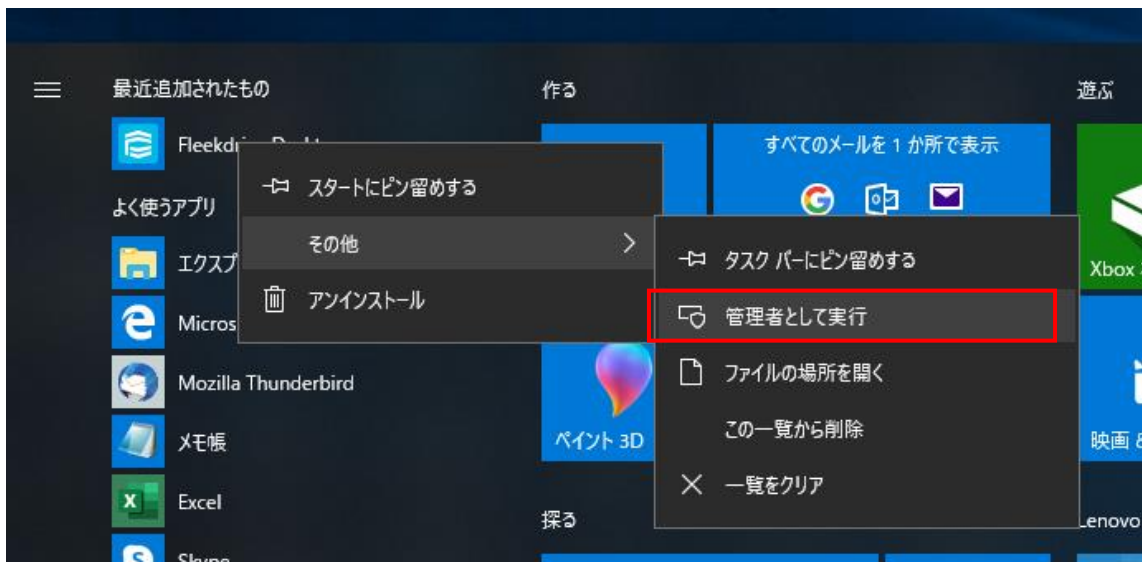 最近追加されたもの
作る
遊ぶ
すべてのメールを 1 か所で表示
スタートにピン留めする
よく使うアプリ
その他
タスク バーにピン留めする
Xbox
アンインストール
管理者として実行
Mozilla Thunderbird
ファイルの場所を開く
メモ帳
ペイント 3D
この一覧から削除
映画 &
Excel
一覧をクリア
探る